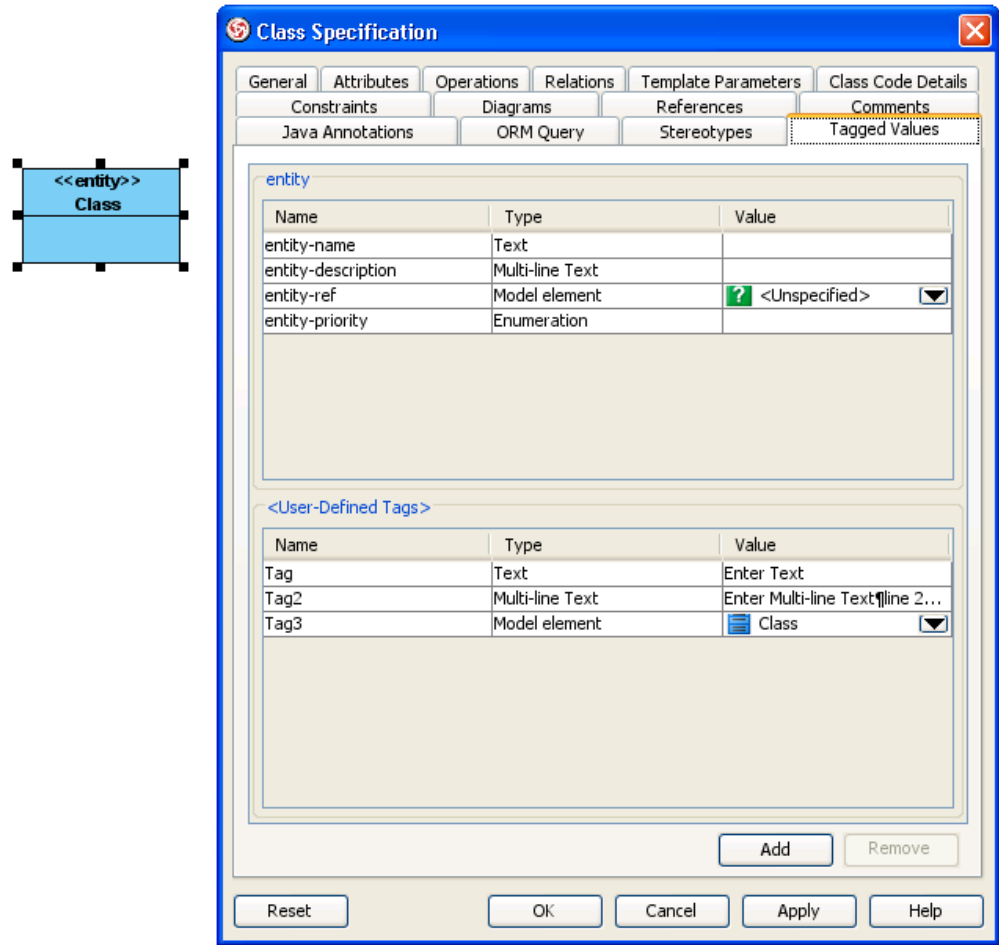 Class Specification
General Attributes Operations Relations Template Parameters Class Code Details
Constraints Diagrams References Comments
Java Annotations ORM Query Stereotypes Tagged Values
<<entity>>
Class
entity
Name Type Value
entity-name Text
entity-description Multi-line Text
entity-ref Model element ? <Unspecified>
entity-priority Enumeration
<User-Defined Tags>
Name Type Value
Tag Text Enter Text
Tag2 Multi-line Text Enter Multi-line Text¶line 2...
Tag3 Model element Class
Add Remove
Reset OK Cancel Apply Help